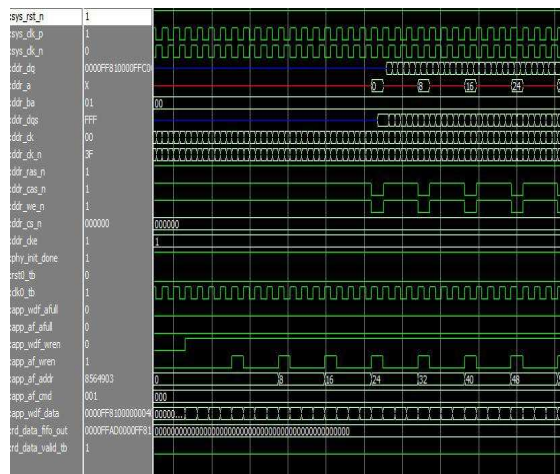 :sys_rst_n 1
:sys_clk_p 1
:sys_clk_n 0
:ddr_dq 0000FF810000FFC0
:ddr_a X 0 8 16 24
:ddr_ba 01 00
:ddr_dqs FFF
:ddr_ck 00
:ddr_ck_n 3F
:ddr_ras_n 1
:ddr_cas_n 1
:ddr_we_n 1
:ddr_cs_n 000000 000000
:ddr_cke 1 1
:phy_init_done 1
:rst0_tb 0
:clk0_tb 1
:app_wdf_afull 0
:app_af_afull 0
:app_wdf_wren 0
:app_af_wren 1
:app_af_addr 8564903 0 8 16 24 32 40 48
:app_af_cmd 001 000
:app_wdf_data 0000FF8100000004 00000...
:rd_data_fifo_out 0000FFAD0000FF81
:rd_data_valid_tb 1